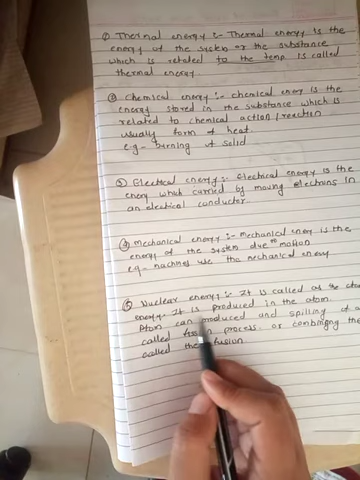 ① Thermal energy :- Thermal energy is the
energy of the system or the substance
which is related to the temp is called
thermal energy.
② Chemical energy :- chemical energy is the
energy stored in the substance which is
related to chemical action / reaction
usually form of heat.
e.g - burning of solid
③ Electrical energy :- Electrical energy is the
enery which carried by moving electrons in
an electrical conductor.
④ Mechanical energy :- Mechanical energy is the
energy of the system due to motion
e.g - machines use the mechanical energy
⑤ Nuclear energy :- It is called as the
energy. It is produced in the atom.
Atom can produced and spilling of
called fission process. or combining the
called the fusion